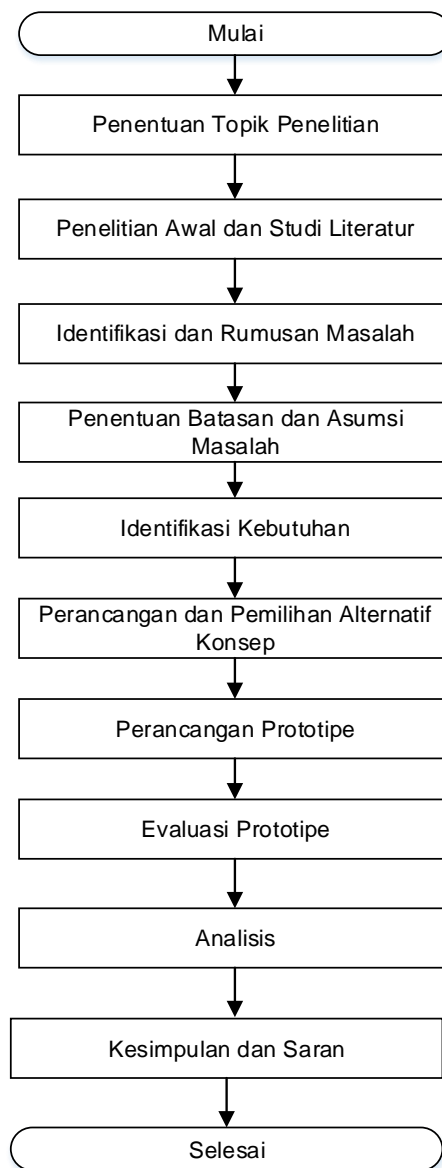 Mulai
Penentuan Topik Penelitian
Penelitian Awal dan Studi Literatur
Identifikasi dan Rumusan Masalah
Penentuan Batasan dan Asumsi
Masalah
Identifikasi Kebutuhan
Perancangan dan Pemilihan Alternatif
Konsep
Perancangan Prototipe
Evaluasi Prototipe
Analisis
Kesimpulan dan Saran
Selesai